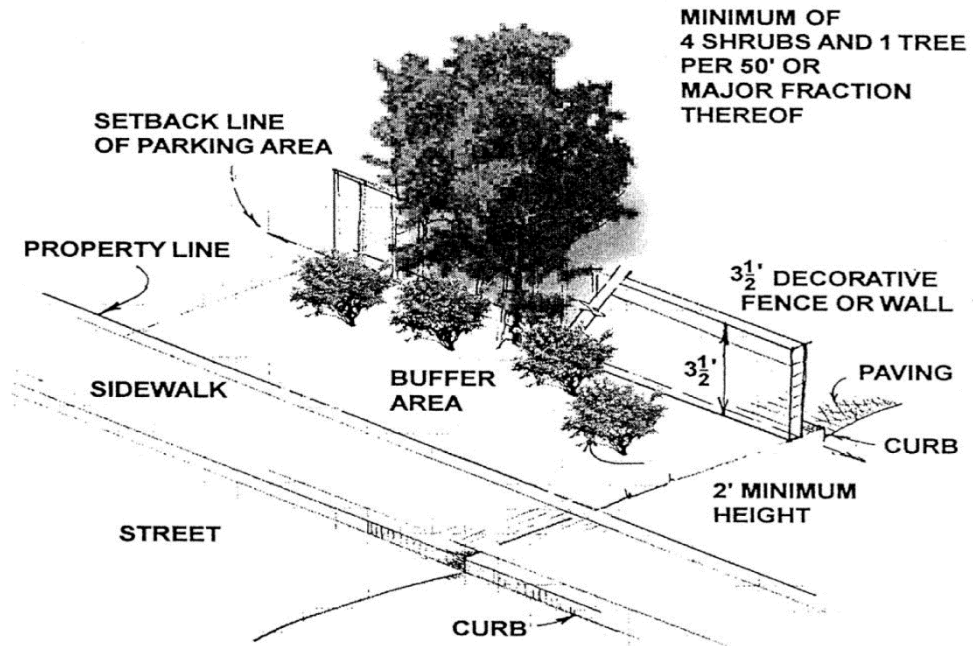 MINIMUM OF
4 SHRUBS AND 1 TREE
PER 50' OR
MAJOR FRACTION
THEREOF
SETBACK LINE
OF PARKING AREA
PROPERTY LINE
3½' DECORATIVE
FENCE OR WALL
3½'
PAVING
SIDEWALK
BUFFER
AREA
CURB
2' MINIMUM
HEIGHT
STREET
CURB